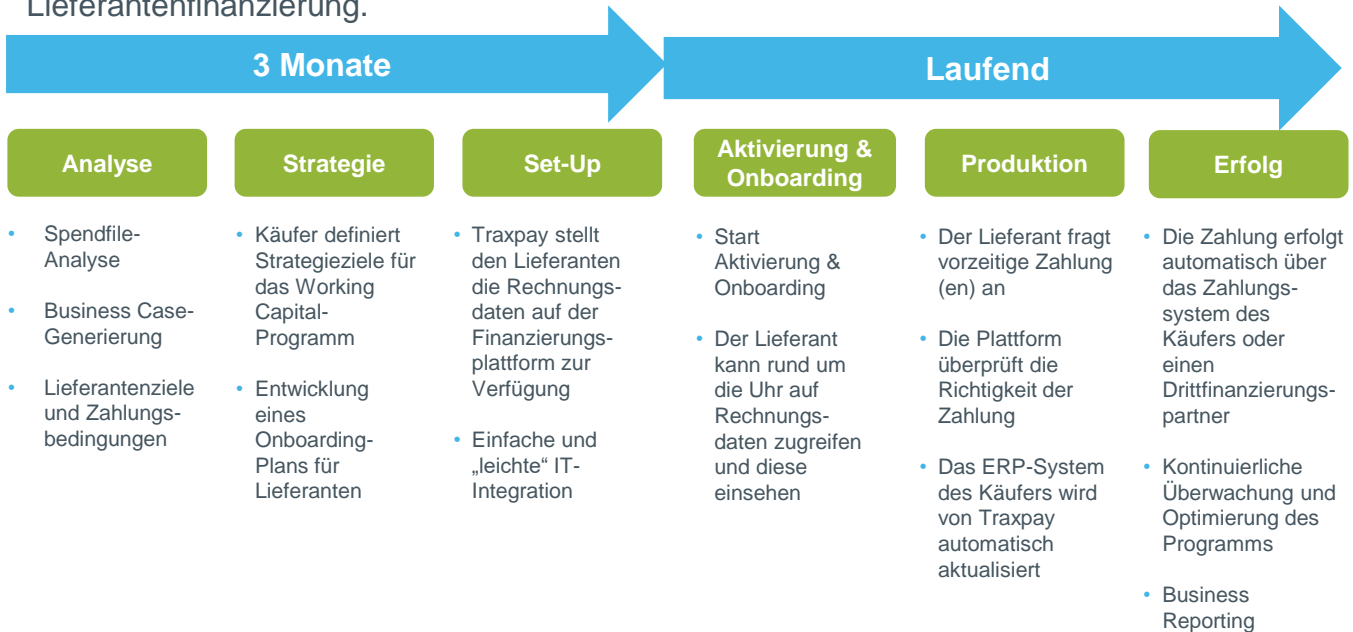 Lieferantenfinanzierung.
3 Monate
Laufend
Analyse
Strategie
Set-Up
Aktivierung &
Onboarding
Produktion
Erfolg
• Spendfile-
Analyse
• Business Case-
Generierung
• Lieferantenziele
und Zahlungs-
bedingungen
• Käufer definiert
Strategieziele für
das Working
Capital-
Programm
• Entwicklung
eines
Onboarding-
Plans für
Lieferanten
• Traxpay stellt
den Lieferanten
die Rechnungs-
daten auf der
Finanzierungs-
plattform zur
Verfügung
• Einfache und
„leichte“ IT-
Integration
• Start
Aktivierung &
Onboarding
• Der Lieferant
kann rund um
die Uhr auf
Rechnungs-
daten zugreifen
und diese
einsehen
• Der Lieferant fragt
vorzeitige Zahlung
(en) an
• Die Plattform
überprüft die
Richtigkeit der
Zahlung
• Das ERP-System
des Käufers wird
von Traxpay
automatisch
aktualisiert
• Die Zahlung erfolgt
automatisch über
das Zahlungs-
system des
Käufers oder
einen
Drittfinanzierungs-
partner
• Kontinuierliche
Überwachung und
Optimierung des
Programms
• Business
Reporting